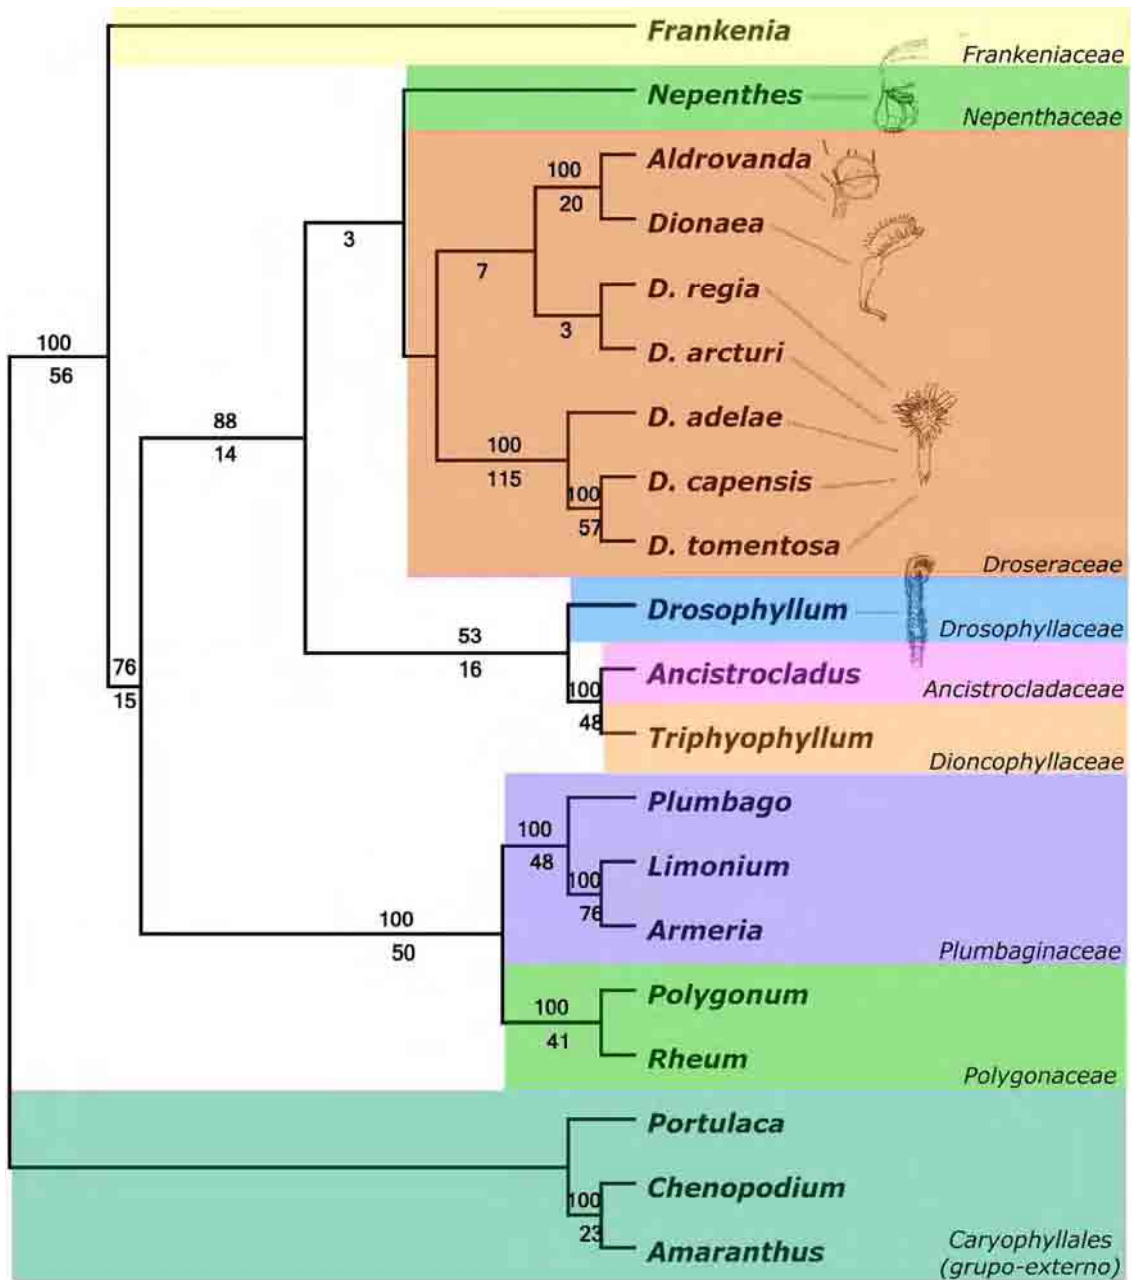 Frankenia
Frankeniaceae
Nepenthes
Nepenthaceae
Aldrovanda
100
20
Dionaea
3
7
D. regia
3
D. arcturi
100
56
D. adelae
88
14
100
115
D. capensis
100
57
D. tomentosa
Droseraceae
Drosophyllum
Drosophyllaceae
53
16
76
15
Ancistrocladus
Ancistrocladaceae
100
48
Triphyophyllum
Dioncophyllaceae
Plumbago
100
48
Limonium
100
76
Armeria
Plumbaginaceae
100
50
Polygonum
100
41
Rheum
Polygonaceae
Portulaca
Chenopodium
100
23
Amaranthus
Caryophyllales
(grupo-externo)